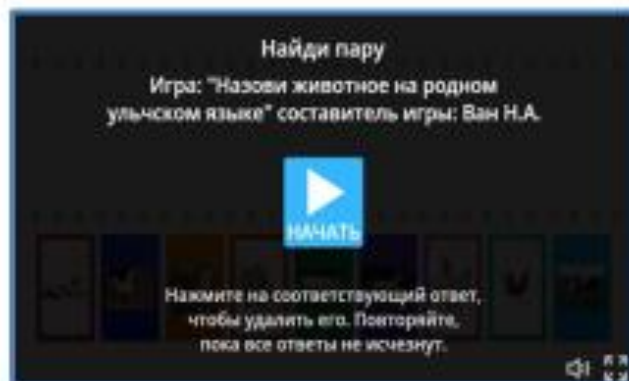 Найди пару
Игра: "Назови животное на родном
ульчском языке" составитель игры: Ван Н.А.
НАЧАТЬ
Нажмите на соответствующий ответ,
чтобы удалить его. Повторяйте,
пока все ответы не исчезнут.